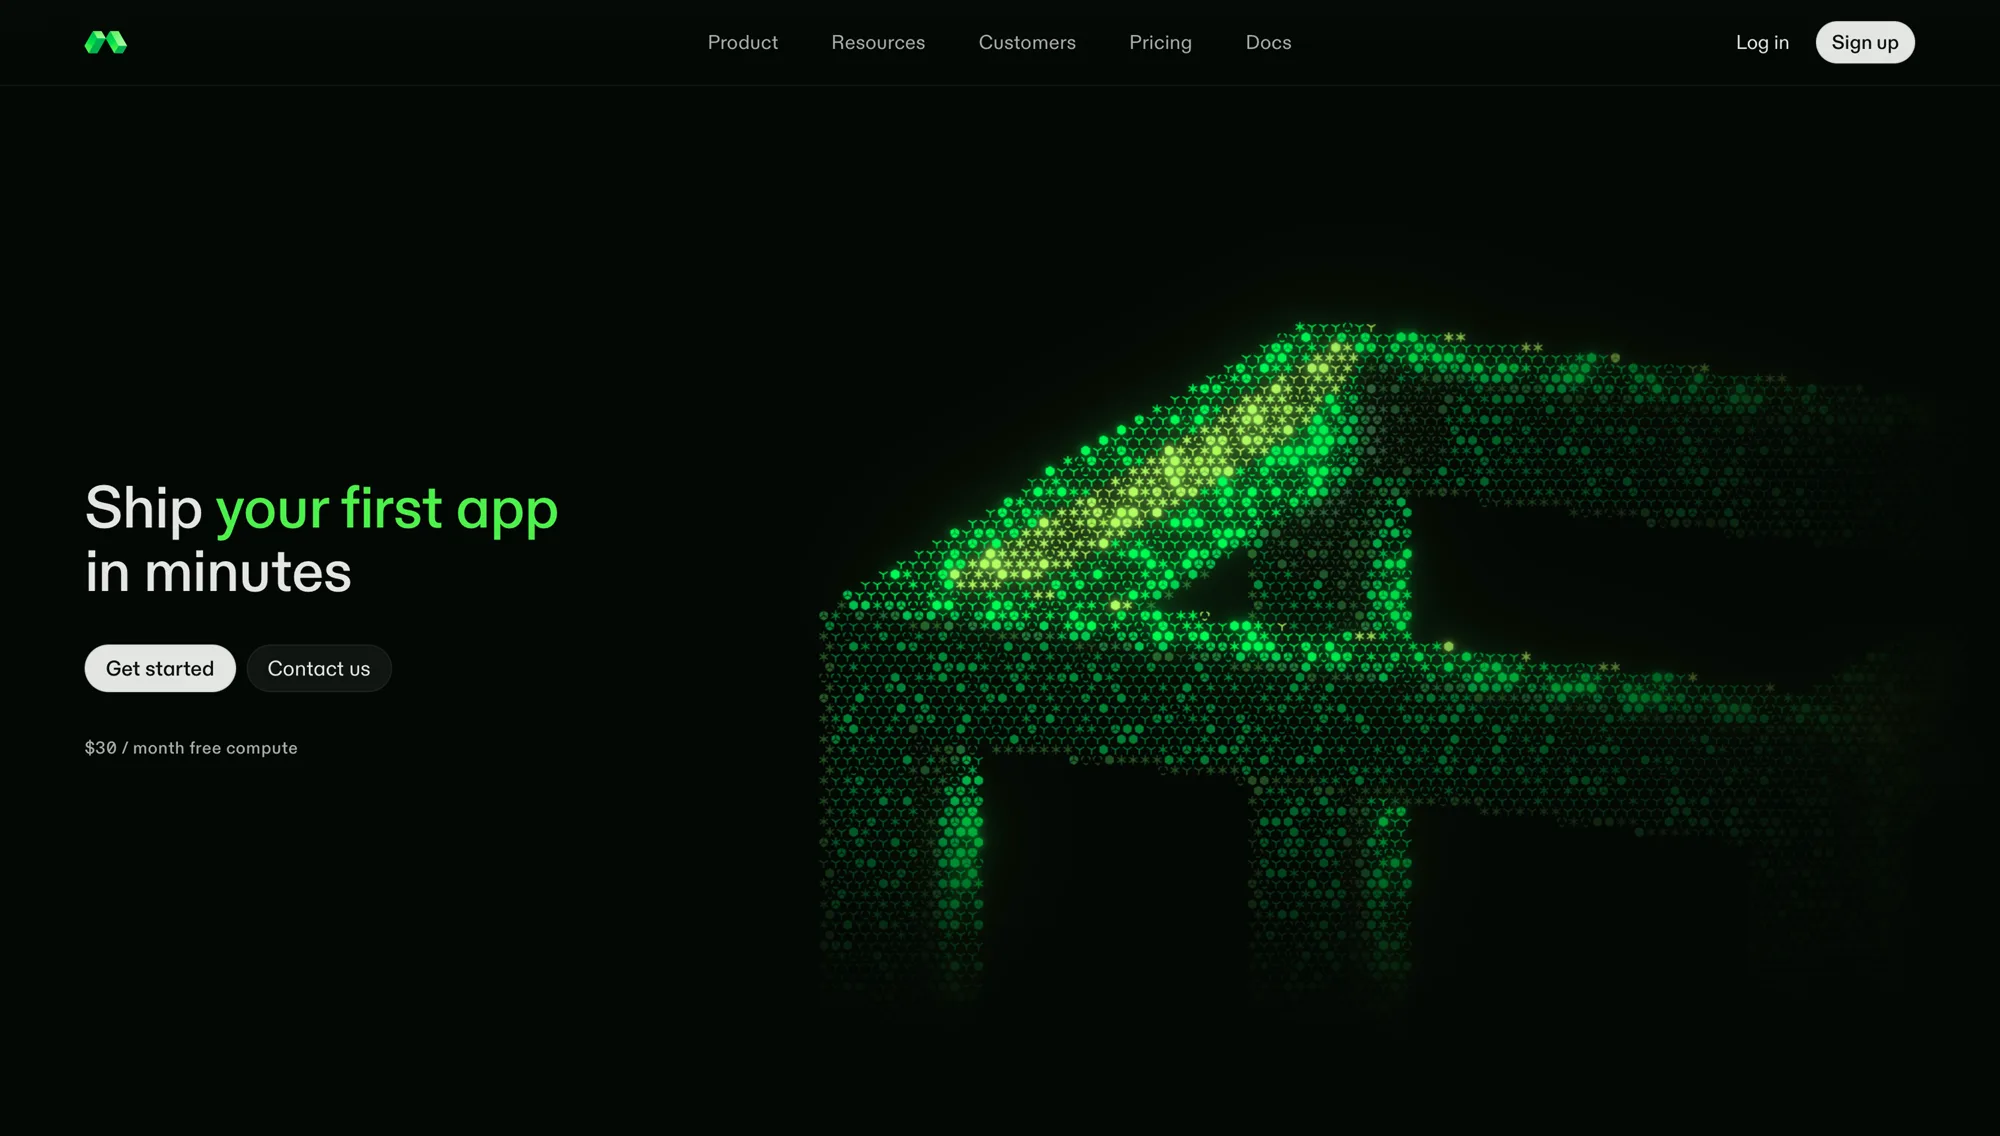 Product
Resources
Customers
Pricing
Docs
Log in
Sign up
Ship your first app
in minutes
Get started
Contact us
$30 / month free compute